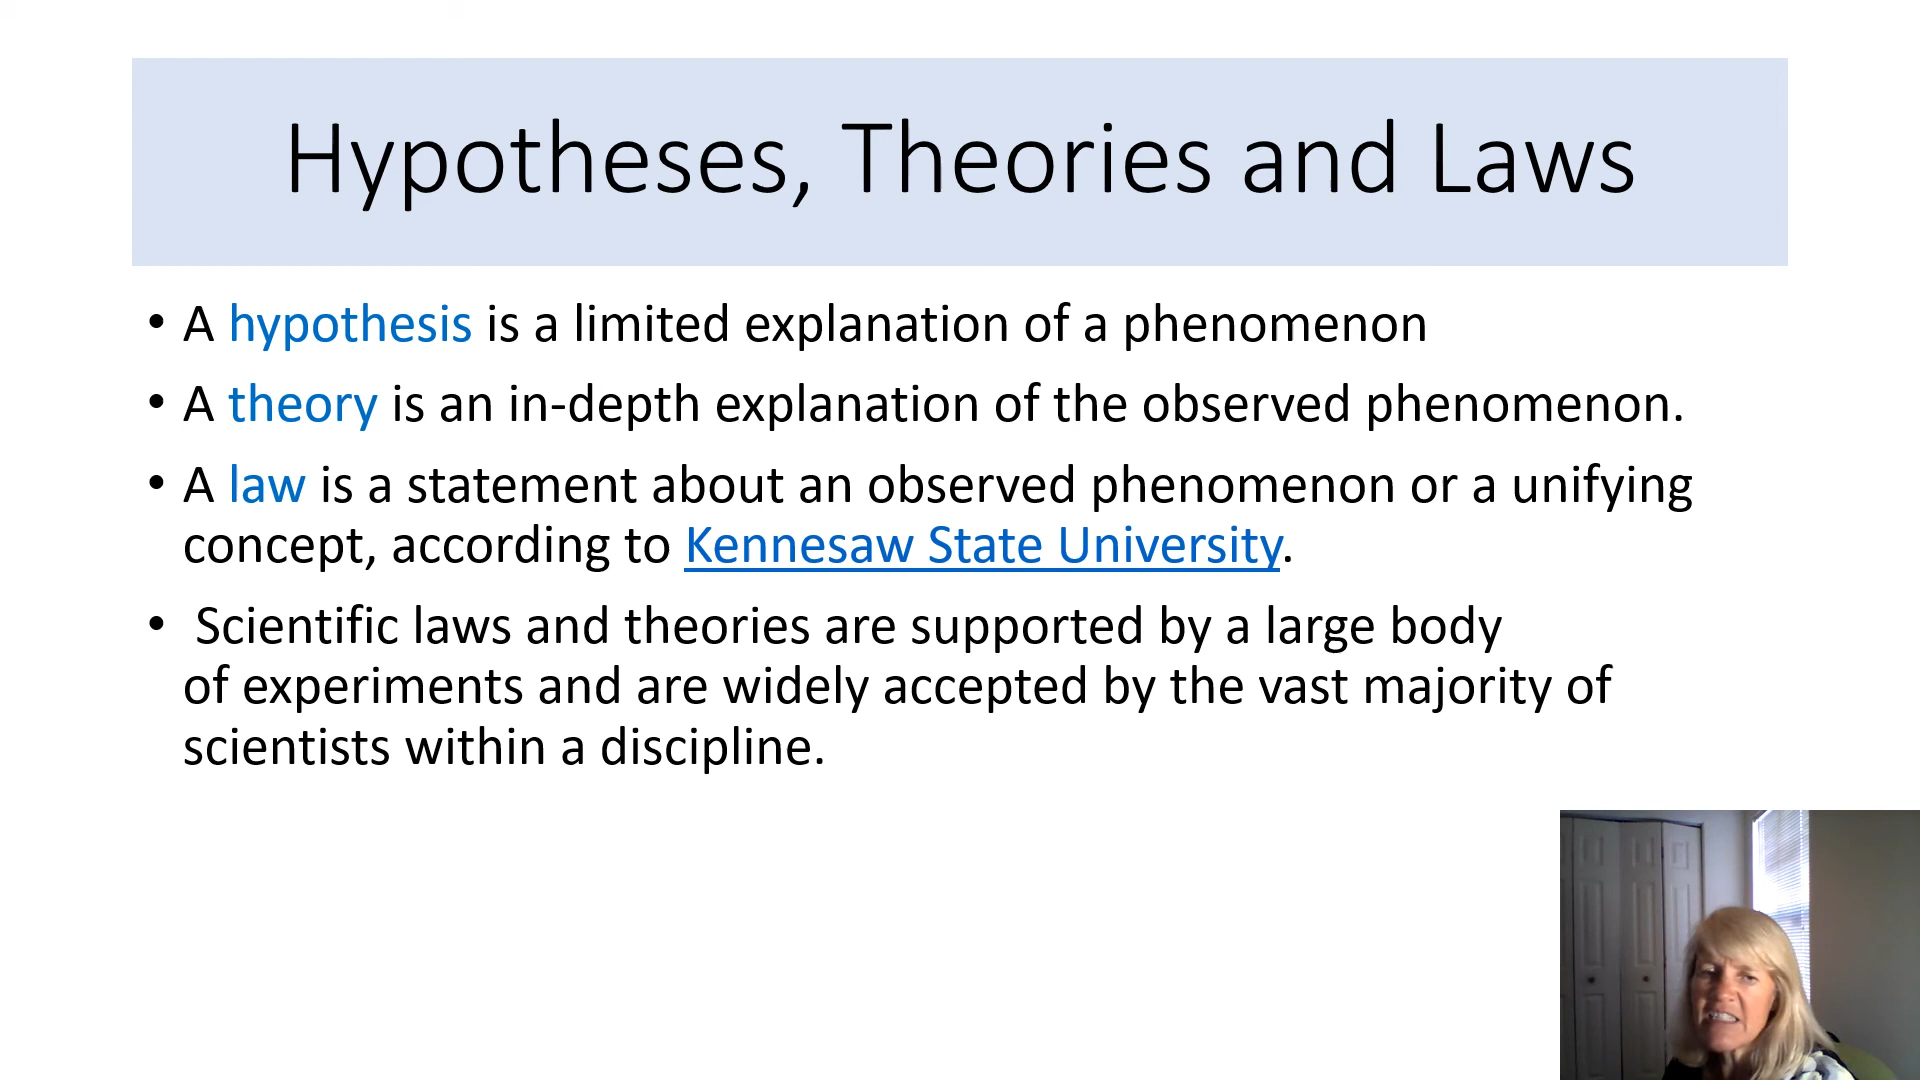 Hypotheses, Theories and Laws
• A hypothesis is a limited explanation of a phenomenon
• A theory is an in-depth explanation of the observed phenomenon.
• A law is a statement about an observed phenomenon or a unifying
concept, according to Kennesaw State University.
• Scientific laws and theories are supported by a large body
of experiments and are widely accepted by the vast majority of
scientists within a discipline.